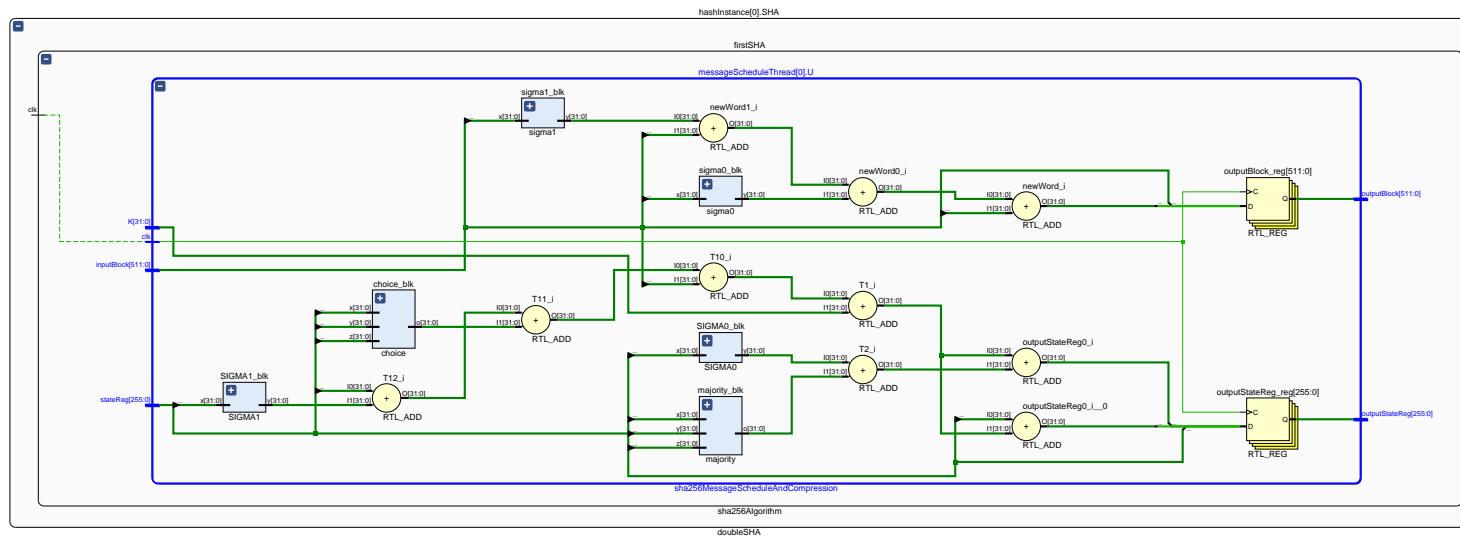 hashInstance[0].SHA
firstSHA
messageScheduleThread[0].U
sigma1_blk
x[31:0] y[31:0]
sigma1
newWord1_i
I0[31:0]
I1[31:0]
O[31:0]
+
RTL_ADD
clk
sigma0_blk
x[31:0] y[31:0]
sigma0
newWord0_i
I0[31:0]
I1[31:0]
O[31:0]
+
RTL_ADD
newWord_i
I0[31:0]
I1[31:0]
O[31:0]
+
RTL_ADD
outputBlock_reg[511:0]
C
D
Q
RTL_REG
outputBlock[511:0]
K[31:0]
clk
inputBlock[511:0]
T10_i
I0[31:0]
I1[31:0]
O[31:0]
+
RTL_ADD
choice_blk
x[31:0]
y[31:0]
z[31:0]
o[31:0]
choice
T11_i
I0[31:0]
I1[31:0]
O[31:0]
+
RTL_ADD
T1_i
I0[31:0]
I1[31:0]
O[31:0]
+
RTL_ADD
SIGMA0_blk
x[31:0] y[31:0]
SIGMA0
T2_i
I0[31:0]
I1[31:0]
O[31:0]
+
RTL_ADD
outputStateReg0_i
I0[31:0]
I1[31:0]
O[31:0]
+
RTL_ADD
SIGMA1_blk
x[31:0] y[31:0]
SIGMA1
stateReg[255:0]
T12_i
I0[31:0]
I1[31:0]
O[31:0]
+
RTL_ADD
majority_blk
x[31:0]
y[31:0]
z[31:0]
o[31:0]
majority
outputStateReg0_i__0
I0[31:0]
I1[31:0]
O[31:0]
+
RTL_ADD
outputStateReg_reg[255:0]
C
D
Q
RTL_REG
outputStateReg[255:0]
sha256MessageScheduleAndCompression
sha256Algorithm
doubleSHA